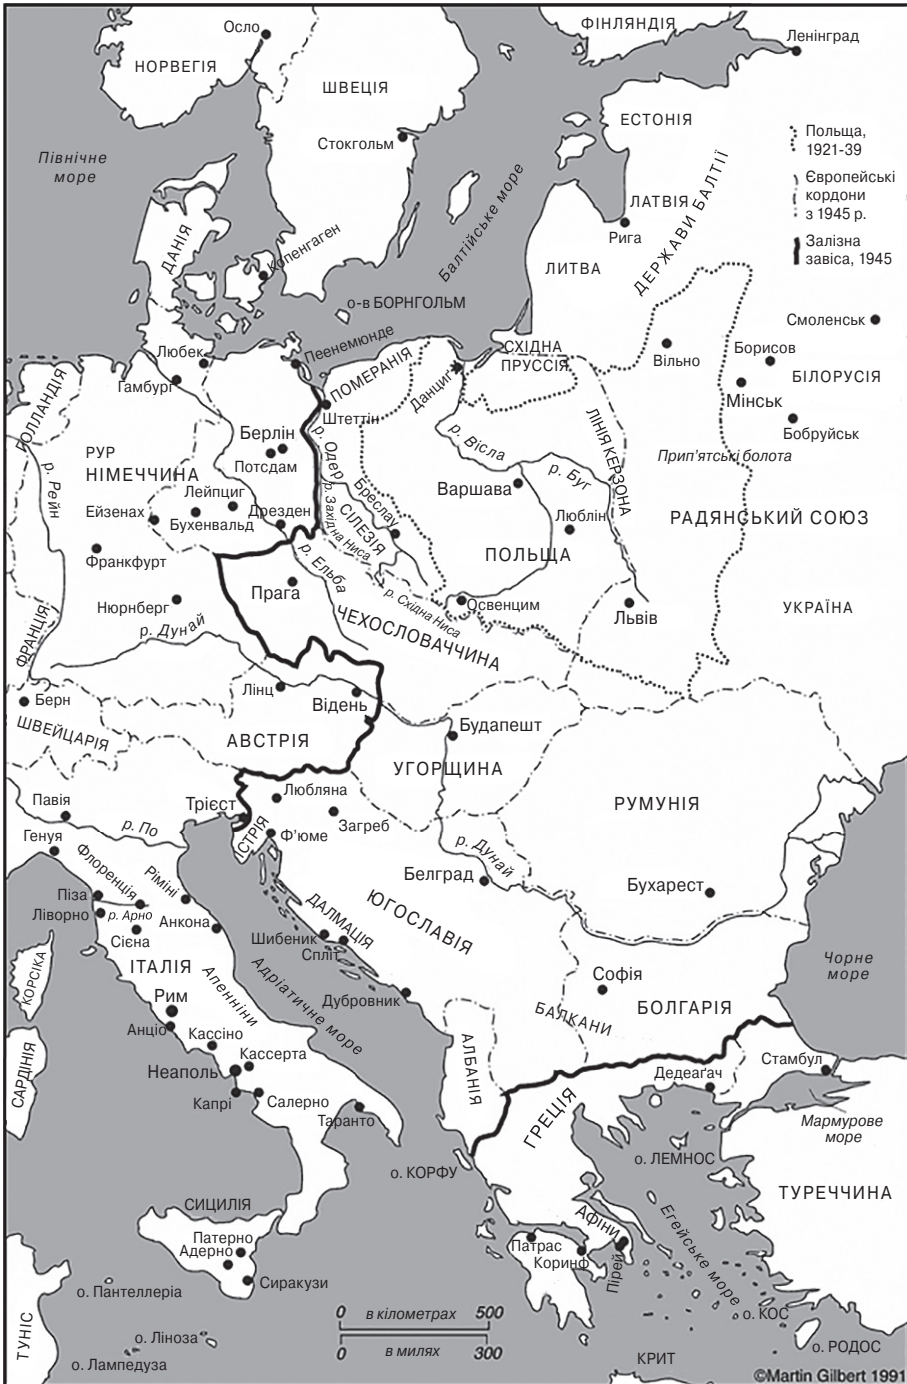 Осло
ФІНЛЯНДІЯ
Ленінград
НОРВЕГІЯ
ШВЕЦІЯ
ЕСТОНІЯ
Стокгольм
Польща,
1921-39
Європейські
кордони
з 1945 р.
Залізна
завіса, 1945
Північне
море
Балтійське море
ЛАТВІЯ
ДЕРЖАВИ БАЛТІЇ
Рига
ДАНІЯ
Копенгаген
ЛИТВА
о-в БОРНГОЛЬМ
Смоленськ
Пеенемюнде
СХІДНА
ПРУССІЯ
Вільно
Борисов
Любек
ПОМЕРАНІЯ
БІЛОРУСІЯ
Гамбург
Данциґ
Мінськ
ГОЛЛАНДІЯ
Штеттін
Бобруйськ
ЛІНІЯ КЕРЗОНА
Берлін
р. Одер
р. Вісла
Прип'ятські болота
РУР
НІМЕЧЧИНА
Потсдам
р. Буг
р. Рейн
Лейпциг
Бреслау
Варшава
Ейзенах
Бухенвальд
Дрезден
р. Західна Ниса
СІЛЕЗІЯ
Люблін
РАДЯНСЬКИЙ СОЮЗ
Франкфурт
ПОЛЬЩА
р. Ельба
Прага
Нюрнберг
р. Східна Ниса
Освенцим
Львів
УКРАЇНА
ФРАНЦІЯ
р. Дунай
ЧЕХОСЛОВАЧЧИНА
Берн
Лінц
Відень
ШВЕЙЦАРІЯ
АВСТРІЯ
Будапешт
УГОРЩИНА
Павія
Трієст
Любляна
РУМУНІЯ
р. По
Загреб
Генуя
ІСТРІЯ
Ф'юме
р. Дунай
Флоренція
Ріміні
Белград
Бухарест
Піза
Ліворно
р. Арно
Анкона
ДАЛМАЦІЯ
ЮГОСЛАВІЯ
Сієна
Шибеник
Спліт
ІТАЛІЯ
КОРСІКА
Апенніни
Адріатичне море
Софія
Чорне
море
Рим
Дубровник
БАЛКАНИ
БОЛГАРІЯ
Анціо
Кассіно
АЛБАНІЯ
САРДІНІЯ
Кассерта
Неаполь
Стамбул
Дедеаґач
Капрі
Салерно
Таранто
ГРЕЦІЯ
Мармурове
море
о. КОРФУ
о. ЛЕМНОС
ТУРЕЧЧИНА
СИЦИЛІЯ
Патерно
Адерно
Афіни
Егейське море
Патрас
Коринф
Пірей
Сиракузи
о. Пантеллерія
0 в кілометрах 500
0 в милях 300
о. КОС
ТУНІС
о. Ліноза
о. Лампедуза
КРИТ
о. РОДОС
©Martin Gilbert 1991